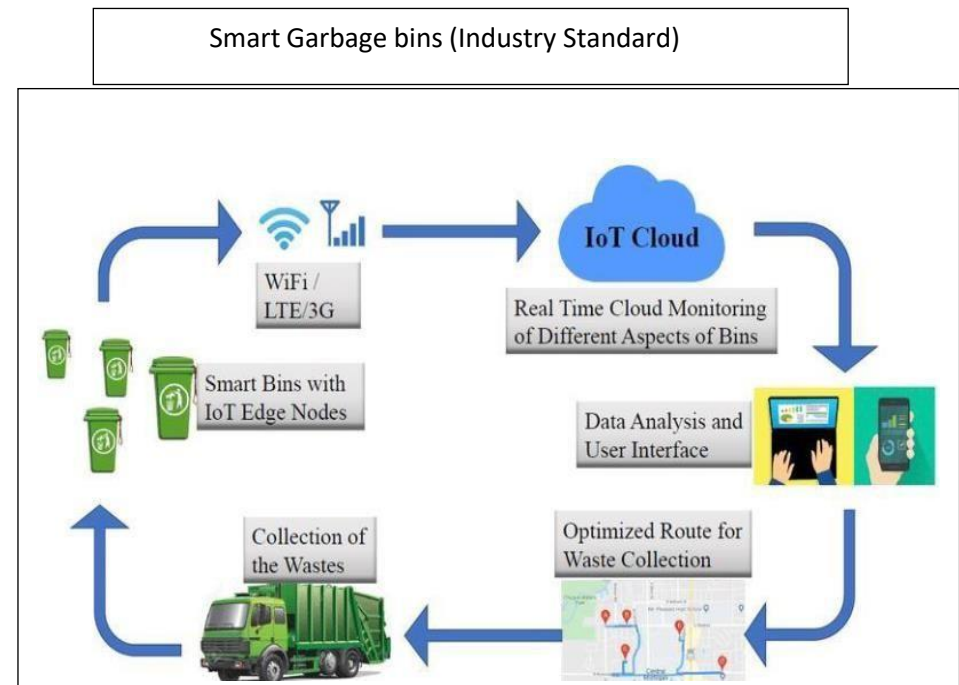 Smart Garbage bins (Industry Standard)
WiFi /
LTE/3G
IoT Cloud
Real Time Cloud Monitoring
of Different Aspects of Bins
Smart Bins with
IoT Edge Nodes
Data Analysis and
User Interface
Collection of
the Wastes
Optimized Route for
Waste Collection
Central
Michigan